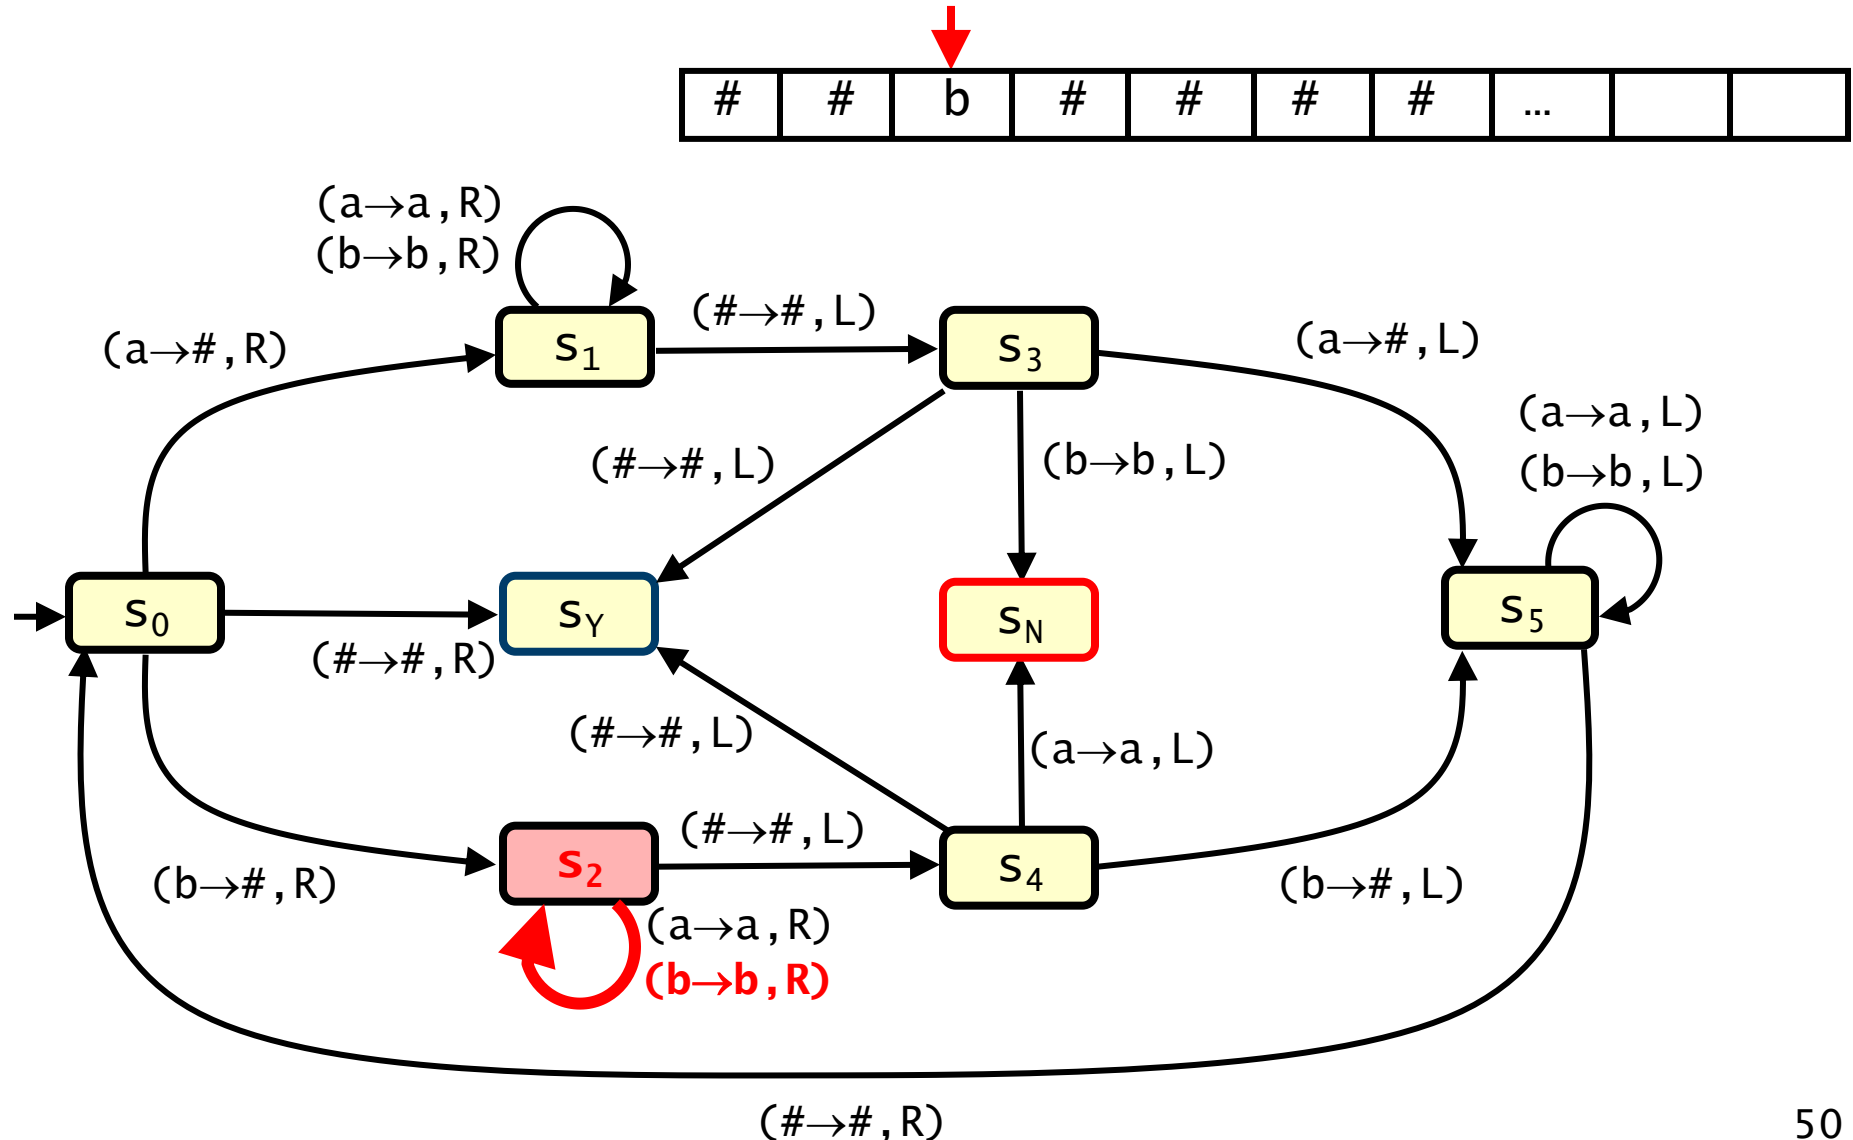 # # b # # # # ...
(a→a,R)
(b→b,R)
(a→#,R)
s1
(#→#,L)
s3
(a→#,L)
(a→a,L)
(b→b,L)
(#→#,L)
(b→b,L)
s0
sY
sN
s5
(#→#,R)
(#→#,L)
(a→a,L)
(b→#,R)
s2
(#→#,L)
s4
(b→#,L)
(a→a,R)
(b→b,R)
(#→#,R)
50